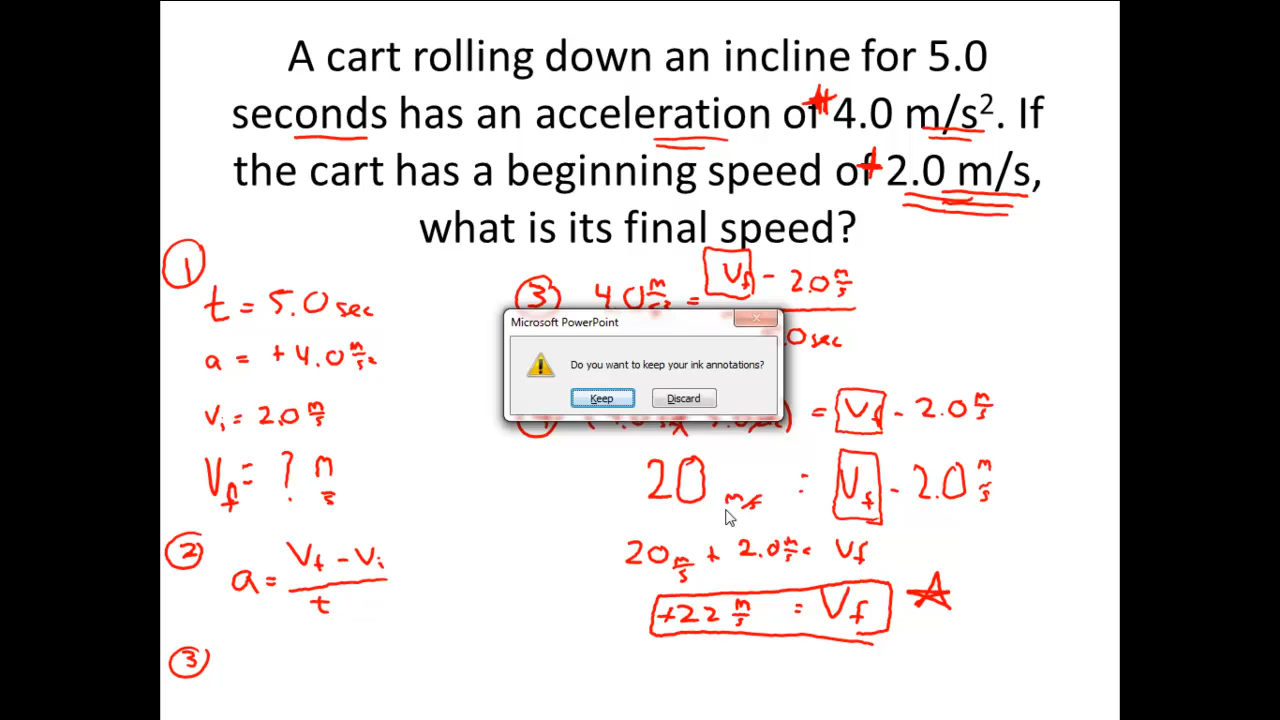 A cart rolling down an incline for 5.0
seconds has an acceleration of + 4.0 m/s². If
the cart has a beginning speed of + 2.0 m/s,
what is its final speed?
①
t = 5.0 sec
a = +4.0 m/s²
vi = 2.0 m/s
Vf = ? m/s
②
a = Vf - Vi / t
③
③ 4.0 m/s² = Vf - 2.0 m/s
0 sec
Microsoft PowerPoint
Do you want to keep your ink annotations?
Keep Discard
= Vf - 2.0 m/s
20 m/s = Vf - 2.0 m/s
20 m/s + 2.0 m/s = Vf
+22 m/s = Vf